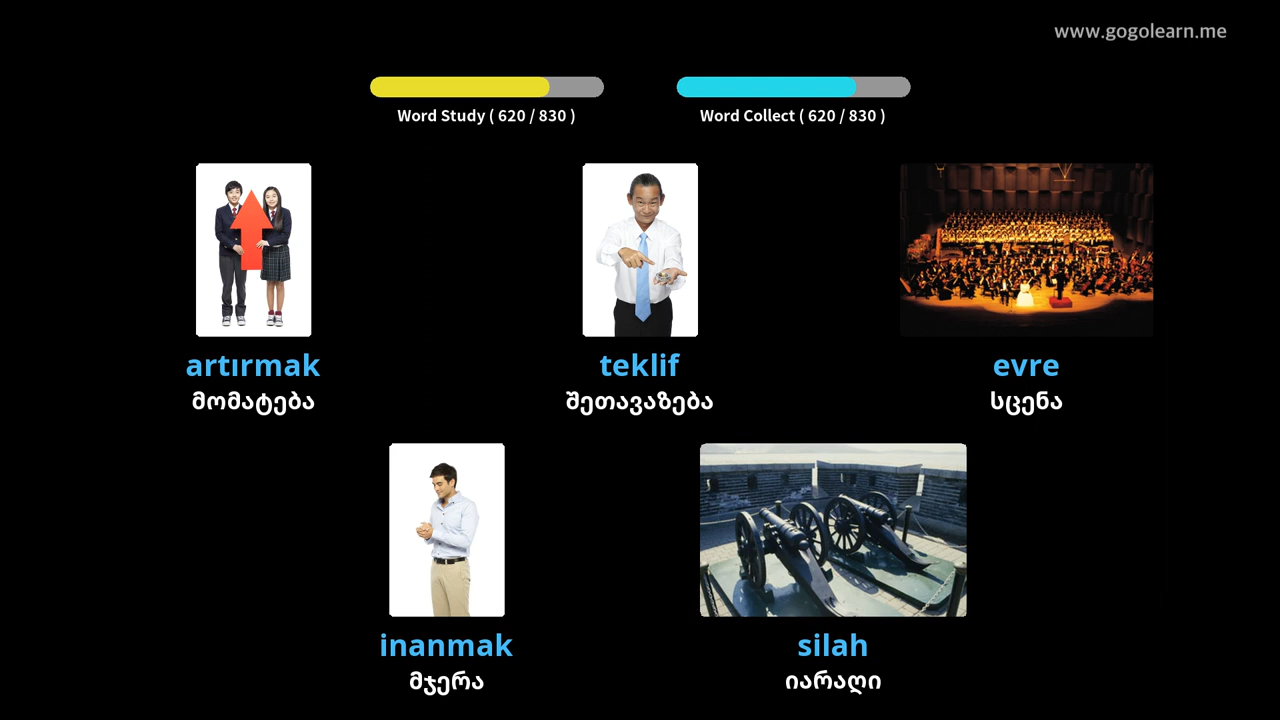 www.gogolearn.me
Word Study ( 620 / 830 )
Word Collect ( 620 / 830 )
artırmak
მომატება
teklif
შეთავაზება
evre
სცენა
inanmak
მჯერა
silah
იარაღი